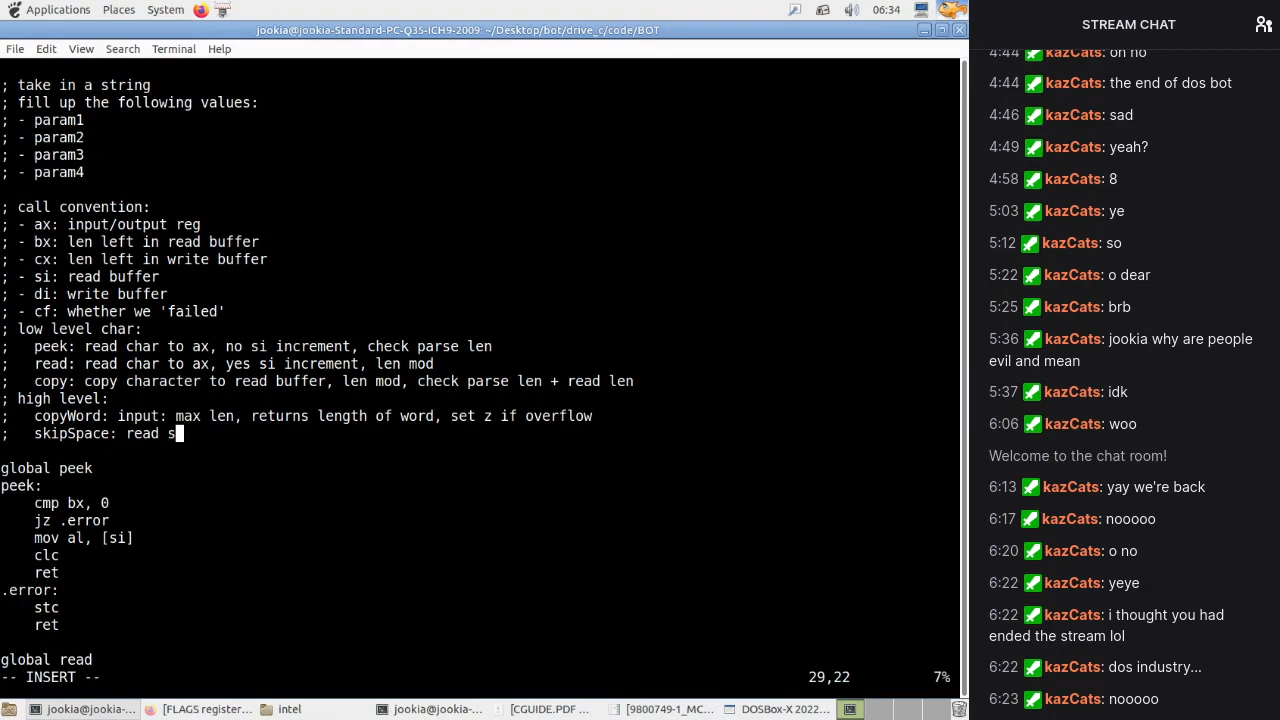 Applications Places System 06:34
jookia@jookia-Standard-PC-Q35-ICH9-2009: ~/Desktop/bot/drive_c/code/BOT
File Edit View Search Terminal Help
; take in a string
; fill up the following values:
; - param1
; - param2
; - param3
; - param4
; call convention:
; - ax: input/output reg
; - bx: len left in read buffer
; - cx: len left in write buffer
; - si: read buffer
; - di: write buffer
; - cf: whether we 'failed'
; low level char:
;   peek: read char to ax, no si increment, check parse len
;   read: read char to ax, yes si increment, len mod
;   copy: copy character to read buffer, len mod, check parse len + read len
; high level:
;   copyWord: input: max len, returns length of word, set z if overflow
;   skipSpace: read s
global peek
peek:
    cmp bx, 0
    jz .error
    mov al, [si]
    clc
    ret
.error:
    stc
    ret
global read
-- INSERT -- 29,22 7%
jookia@jookia-... [FLAGS register... intel jookia@jookia-... [CGUIDE.PDF ... [9800749-1_MC... DOSBox-X 2022...
STREAM CHAT
4:44 kazCats: oh no
4:44 kazCats: the end of dos bot
4:46 kazCats: sad
4:49 kazCats: yeah?
4:58 kazCats: 8
5:03 kazCats: ye
5:12 kazCats: so
5:22 kazCats: o dear
5:25 kazCats: brb
5:36 kazCats: jookia why are people
evil and mean
5:37 kazCats: idk
6:06 kazCats: woo
Welcome to the chat room!
6:13 kazCats: yay we're back
6:17 kazCats: nooooo
6:20 kazCats: o no
6:22 kazCats: yeye
6:22 kazCats: i thought you had
ended the stream lol
6:22 kazCats: dos industry...
6:23 kazCats: nooooo